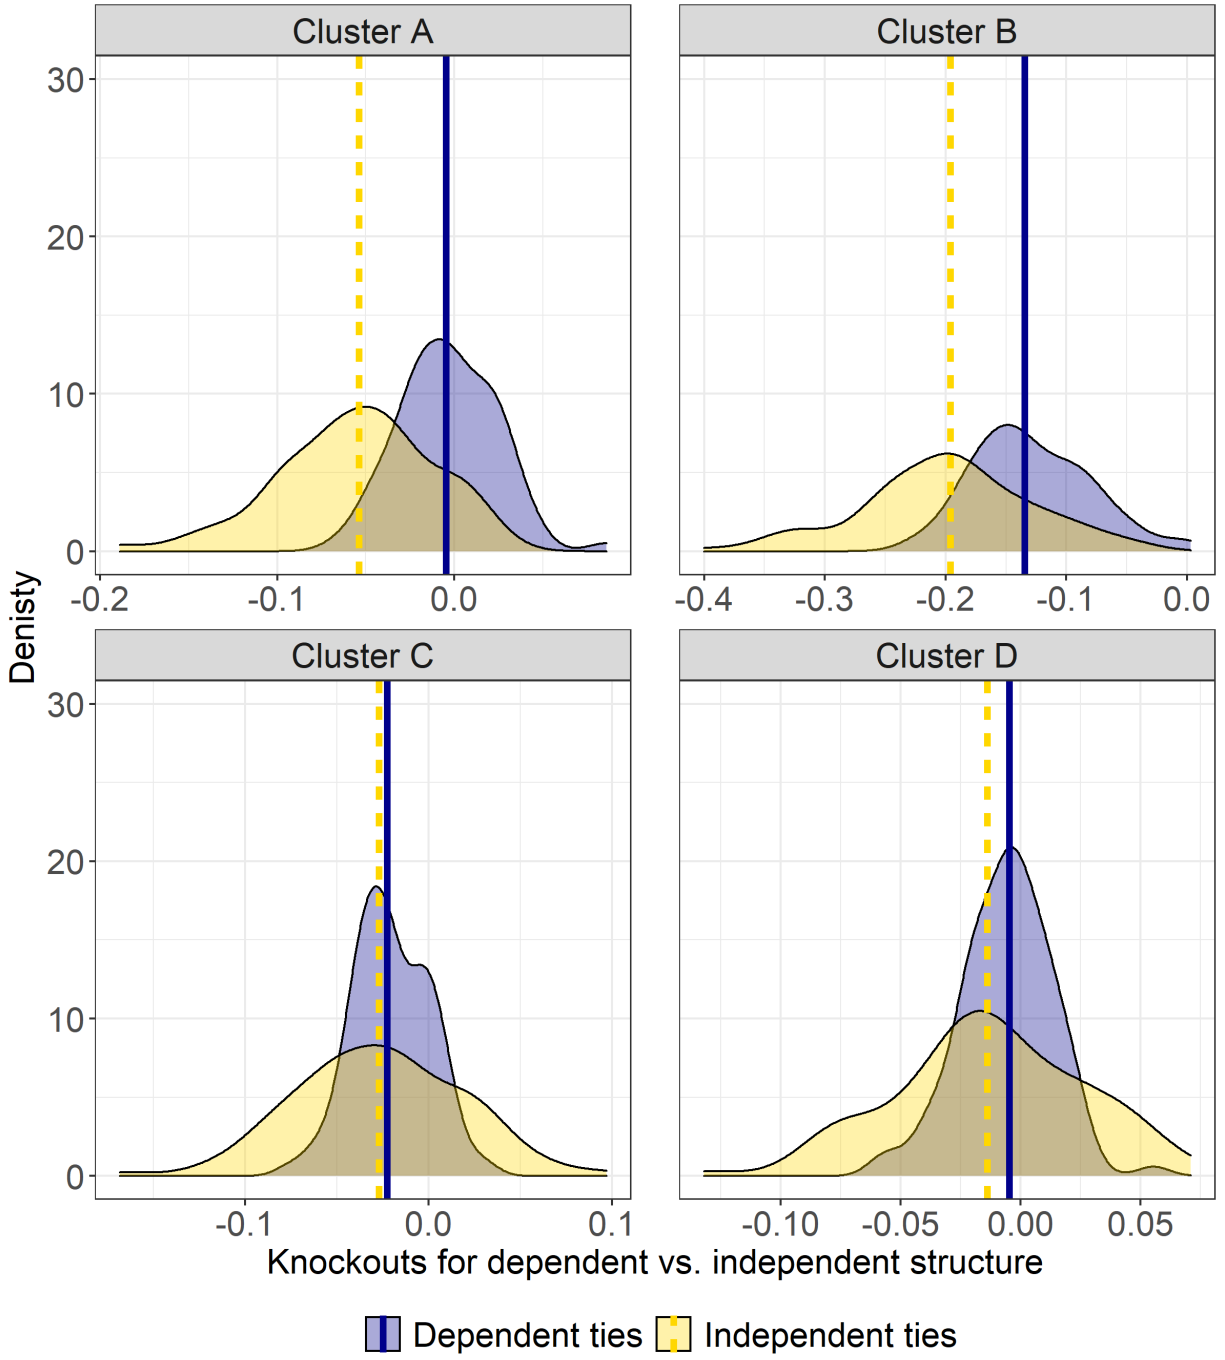 Cluster A
Cluster B
30
20
10
0
-0.2
-0.1
0.0
-0.4
-0.3
-0.2
-0.1
0.0
Denisty
Cluster C
Cluster D
30
20
10
0
-0.1
0.0
0.1
-0.10
-0.05
0.00
0.05
Knockouts for dependent vs. independent structure
Dependent ties
Independent ties